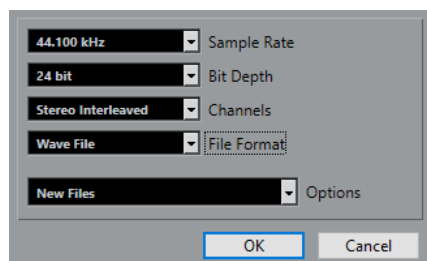 44.100 kHz Sample Rate
24 bit Bit Depth
Stereo Interleaved Channels
Wave File File Format
New Files Options
OK Cancel